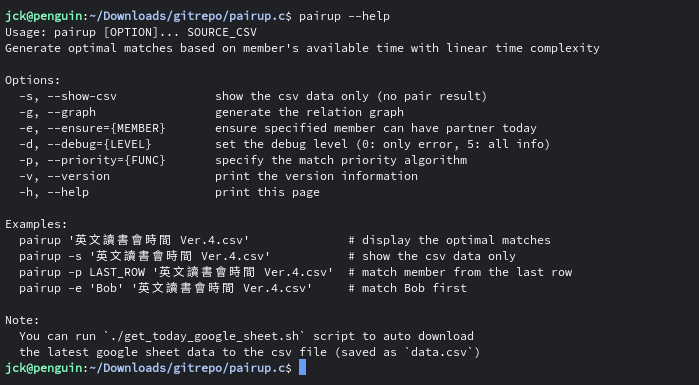 jck@penguin:~/Downloads/gitrepo/pairup.c$ pairup --help
Usage: pairup [OPTION]... SOURCE_CSV
Generate optimal matches based on member's available time with linear time complexity

Options:
  -s, --show-csv              show the csv data only (no pair result)
  -g, --graph                 generate the relation graph
  -e, --ensure={MEMBER}       ensure specified member can have partner today
  -d, --debug={LEVEL}         set the debug level (0: only error, 5: all info)
  -p, --priority={FUNC}       specify the match priority algorithm
  -v, --version               print the version information
  -h, --help                  print this page

Examples:
  pairup '英文讀書會時間 Ver.4.csv'              # display the optimal matches
  pairup -s '英文讀書會時間 Ver.4.csv'           # show the csv data only
  pairup -p LAST_ROW '英文讀書會時間 Ver.4.csv'  # match member from the last row
  pairup -e 'Bob' '英文讀書會時間 Ver.4.csv'     # match Bob first

Note:
  You can run `./get_today_google_sheet.sh` script to auto download
  the latest google sheet data to the csv file (saved as `data.csv`)
jck@penguin:~/Downloads/gitrepo/pairup.c$